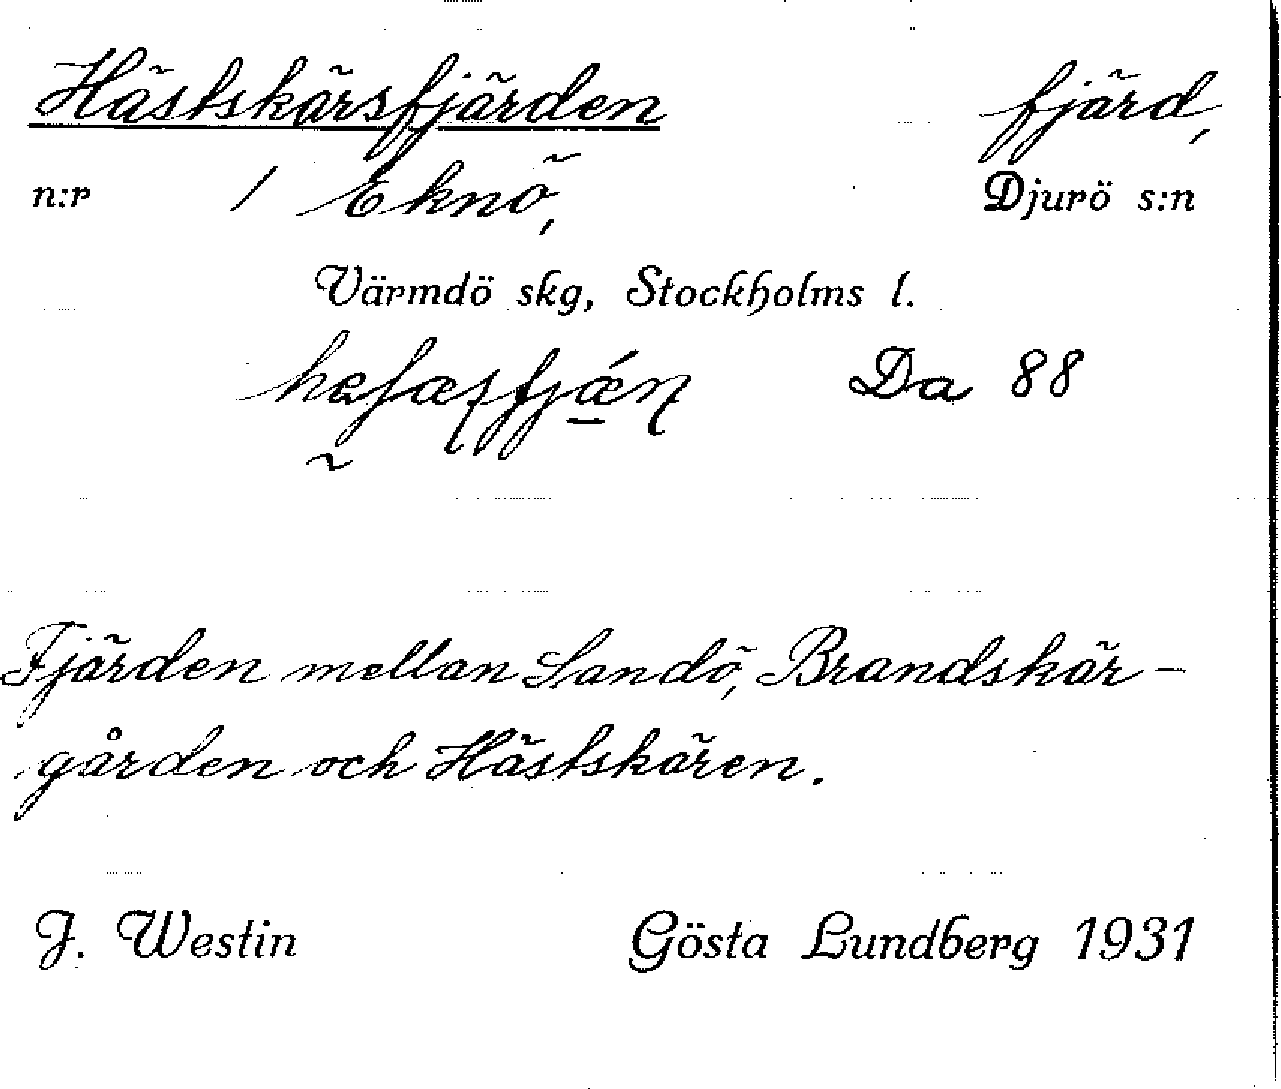 Hästskärsfjärden fjärd,
n:r 1 Eknö, Djurö s:n
Värmdö skg, Stockholms l.
Da 88
Fjärden mellan Sandö, Brandskär-
gården och Hästskären.
J. Westin Gösta Lundberg 1931